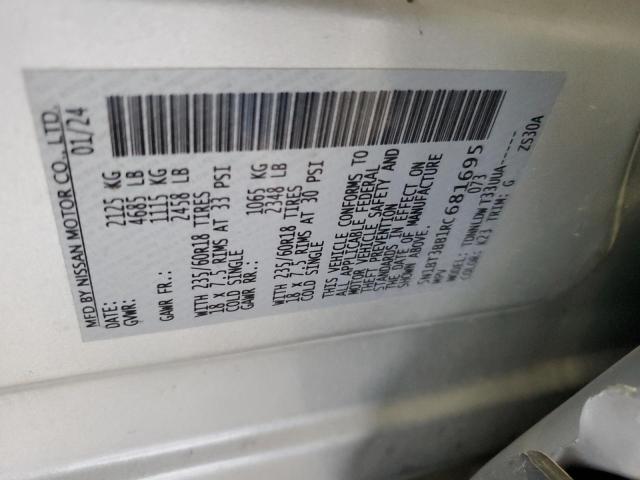 MFD BY NISSAN MOTOR CO., LTD.
DATE: 01/24
GVWR: 2125 KG
4685 LB
GAWR FR.: 1115 KG
2458 LB
WITH 235/60R18 TIRES
18 X 7.5 RIMS AT 33 PSI
COLD SINGLE
GAWR RR.: 1065 KG
2348 LB
WITH 235/60R18 TIRES
18 X 7.5 RIMS AT 30 PSI
COLD SINGLE
THIS VEHICLE CONFORMS TO
ALL APPLICABLE FEDERAL
MOTOR VEHICLE SAFETY AND
THEFT PREVENTION
STANDARDS IN EFFECT ON
THE DATE OF MANUFACTURE
SHOWN ABOVE.
5N1BT3BB1RC681695
MPV 073
MODEL: TDRNLDW T33JUUA-----
COLOR: K23 TRIM: G
ZS30A